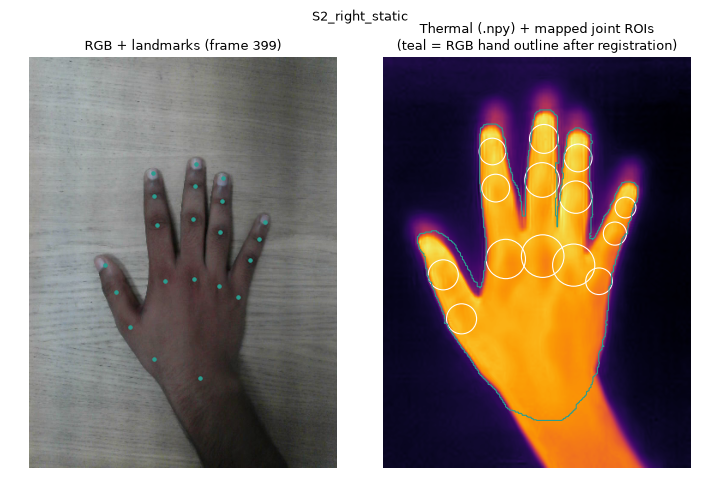 S2_right_static
RGB + landmarks (frame 399)
Thermal (.npy) + mapped joint ROIs
(teal = RGB hand outline after registration)